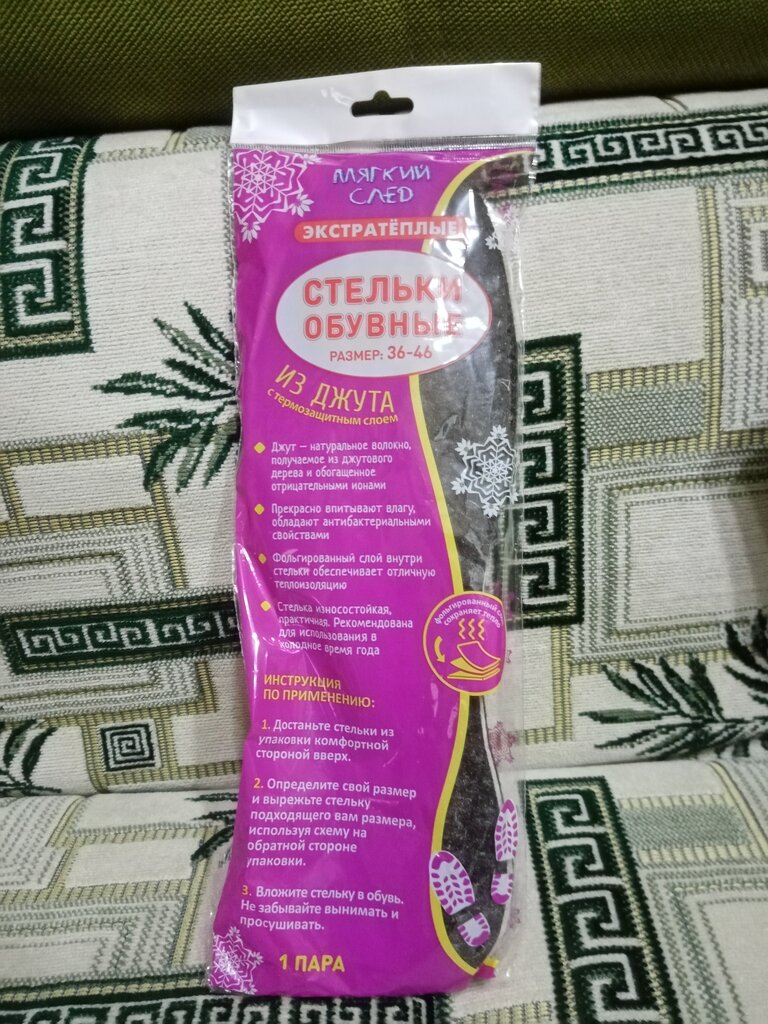 МЯГКИЙ
СЛЕД
ЭКСТРАТЁПЛЫЕ
СТЕЛЬКИ
ОБУВНЫЕ
РАЗМЕР: 36-46
ИЗ ДЖУТА
с термозащитным слоем
Джут – натуральное волокно,
получаемое из джутового
дерева и обогащенное
отрицательными ионами
Прекрасно впитывают влагу,
обладают антибактериальными
свойствами
Фольгированный слой внутри
стельки обеспечивает отличную
теплоизоляцию
Стелька износостойкая,
практичная. Рекомендована
для использования в
холодное время года
фольгированный слой
сохраняет тепло
ИНСТРУКЦИЯ
ПО ПРИМЕНЕНИЮ:
1. Достаньте стельки из
упаковки комфортной
стороной вверх.
2. Определите свой размер
и вырежьте стельку
подходящего вам размера,
используя схему на
обратной стороне
упаковки.
3. Вложите стельку в обувь.
Не забывайте вынимать и
просушивать.
1 ПАРА